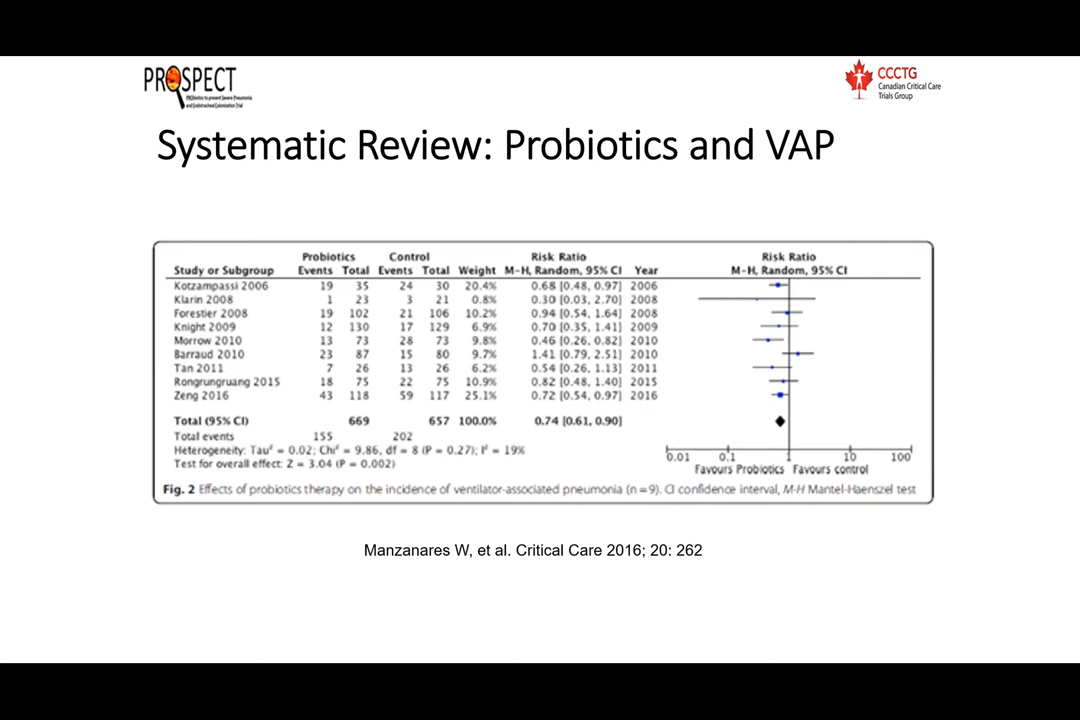 PROSPECT
PRObiotics to prevent Severe Pneumonia
and Endotracheal Colonization Trial
CCCTG
Canadian Critical Care
Trials Group
Systematic Review: Probiotics and VAP
Probiotics Control Risk Ratio Risk Ratio
Study or Subgroup Events Total Events Total Weight M-H, Random, 95% CI Year M-H, Random, 95% CI
Kotzampassi 2006 19 35 24 30 20.4% 0.68 [0.48, 0.97] 2006
Klarin 2008 1 23 3 21 0.8% 0.30 [0.03, 2.70] 2008
Forestier 2008 19 102 21 106 10.2% 0.94 [0.54, 1.64] 2008
Knight 2009 12 130 17 129 6.9% 0.70 [0.35, 1.41] 2009
Morrow 2010 13 73 28 73 9.8% 0.46 [0.26, 0.82] 2010
Barraud 2010 23 87 15 80 9.7% 1.41 [0.79, 2.51] 2010
Tan 2011 7 26 13 26 6.2% 0.54 [0.26, 1.13] 2011
Rongrungruang 2015 18 75 22 75 10.9% 0.82 [0.48, 1.40] 2015
Zeng 2016 43 118 59 117 25.1% 0.72 [0.54, 0.97] 2016
Total (95% CI) 669 657 100.0% 0.74 [0.61, 0.90]
Total events 155 202
Heterogeneity: Tau² = 0.02; Chi² = 9.86, df = 8 (P = 0.27); I² = 19%
Test for overall effect: Z = 3.04 (P = 0.002)
0.01 0.1 1 10 100
Favours Probiotics Favours control
Fig. 2 Effects of probiotics therapy on the incidence of ventilator-associated pneumonia (n=9). CI confidence interval, M-H Mantel-Haenszel test
Manzanares W, et al. Critical Care 2016; 20: 262